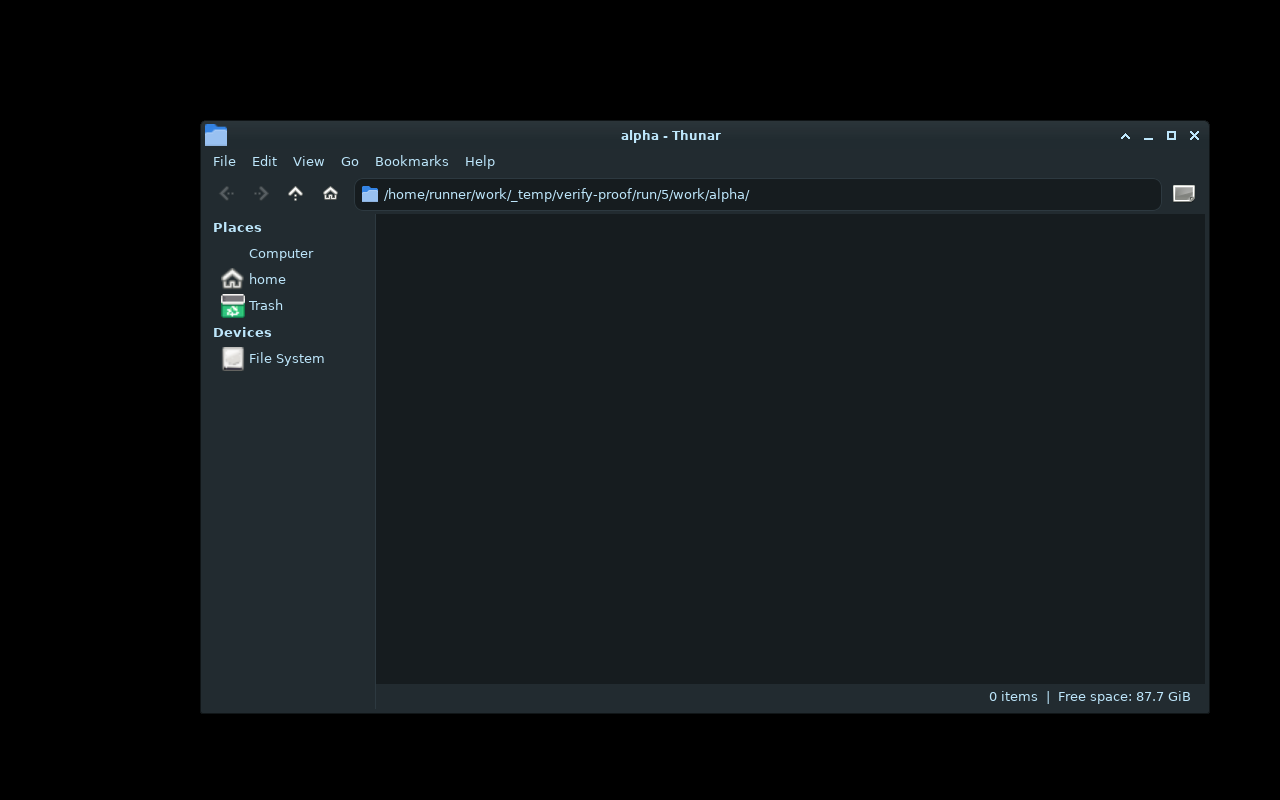 alpha - Thunar
File Edit View Go Bookmarks Help
/home/runner/work/_temp/verify-proof/run/5/work/alpha/
Places
Computer
home
Trash
Devices
File System
0 items | Free space: 87.7 GiB